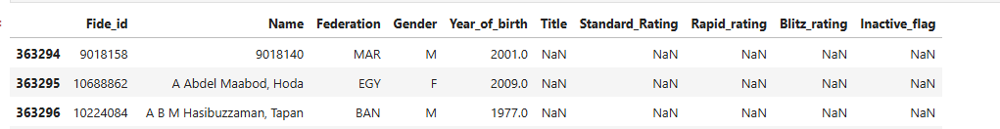 Fide_id Name Federation Gender Year_of_birth Title Standard_Rating Rapid_rating Blitz_rating Inactive_flag
363294 9018158 9018140 MAR M 2001.0 NaN NaN NaN NaN NaN
363295 10688862 A Abdel Maabod, Hoda EGY F 2009.0 NaN NaN NaN NaN NaN
363296 10224084 A B M Hasibuzzaman, Tapan BAN M 1977.0 NaN NaN NaN NaN NaN